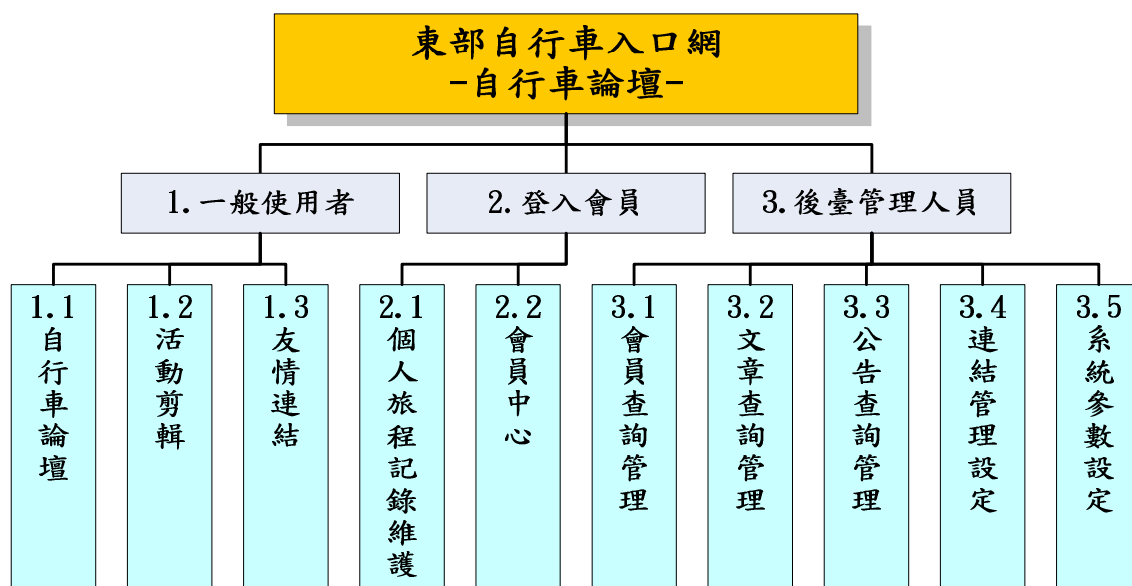 東部自行車入口網
-自行車論壇-
1.一般使用者
2.登入會員
3.後臺管理人員
1.1
自行車論壇
1.2
活動剪輯
1.3
友情連結
2.1
個人旅程記錄維護
2.2
會員中心
3.1
會員查詢管理
3.2
文章查詢管理
3.3
公告查詢管理
3.4
連結管理設定
3.5
系統參數設定